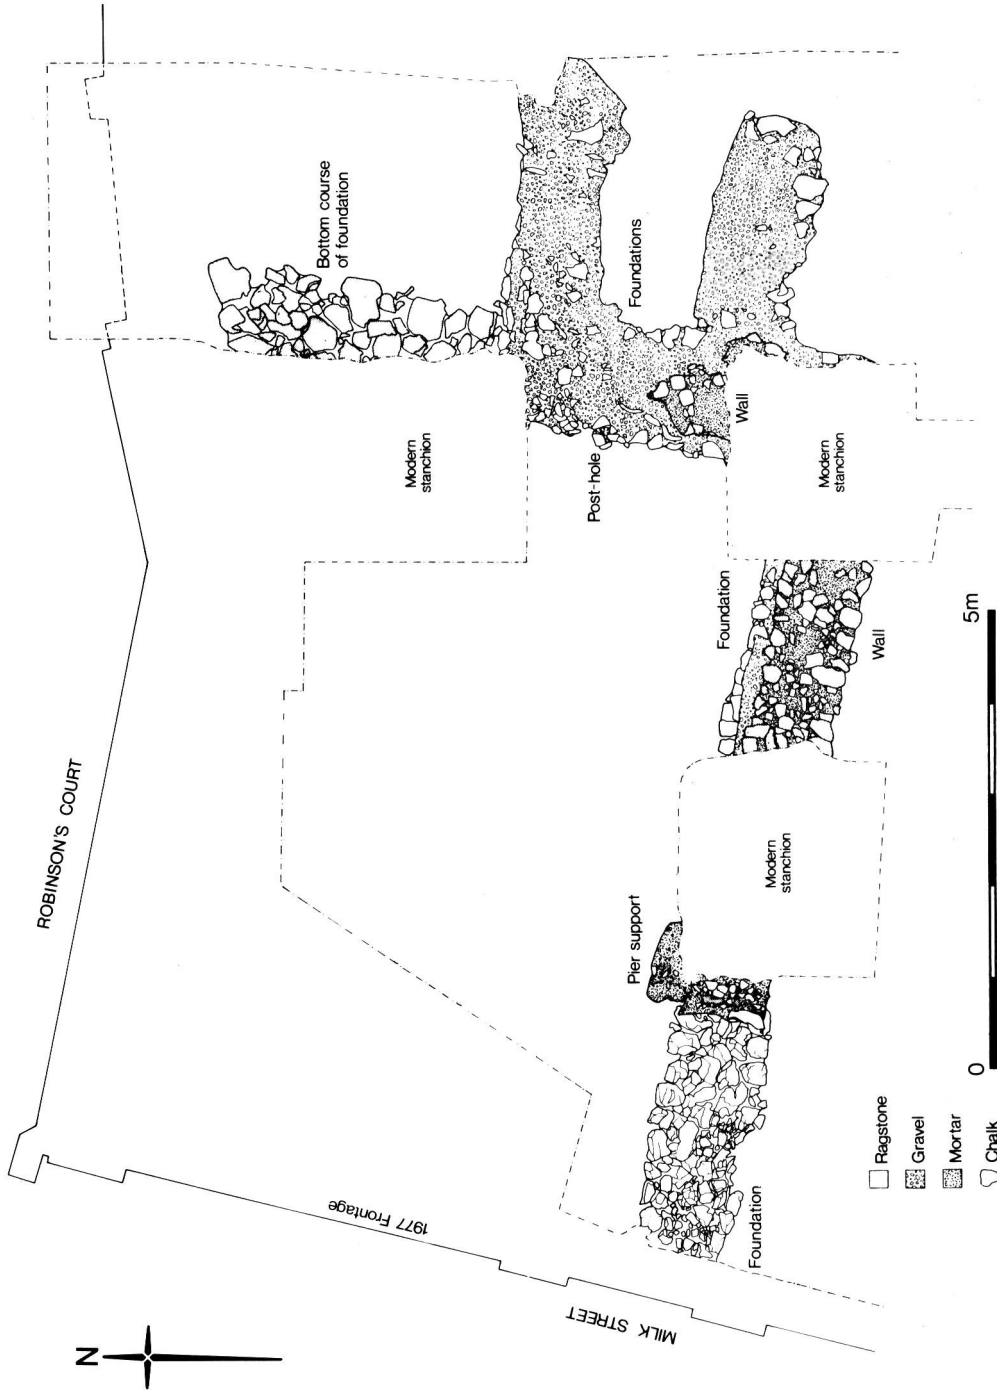 ROBINSON'S COURT
Bottom course
of foundation
Modern
stanchion
Post-hole
Foundations
Wall
Modern
stanchion
Foundation
Wall
Pier support
Modern
stanchion
Foundation
1977 Frontage
MILK STREET
N
0
5m
Ragstone
Gravel
Mortar
Chalk